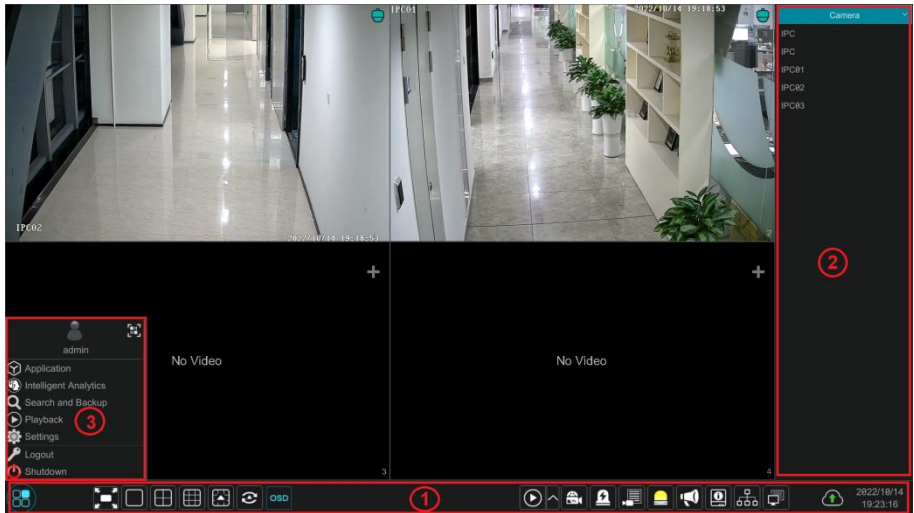 IPC01
2022/10/14 19:18:53
Camera
IPC
IPC
IPC01
IPC02
IPC03
IPC02
2022/10/14 19:18:53
2
2
admin
Application
Intelligent Analytics
Search and Backup
Playback
3
Settings
Logout
Shutdown
No Video
3
No Video
4
OSD
1
2022/10/14
19:23:16